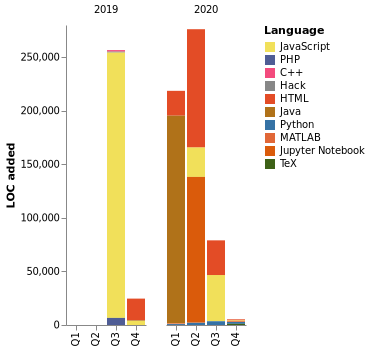 2019
2020
Language
JavaScript
PHP
C++
Hack
HTML
Java
Python
MATLAB
Jupyter Notebook
TeX
LOC added
250,000
200,000
150,000
100,000
50,000
0
Q1
Q2
Q3
Q4
Q1
Q2
Q3
Q4